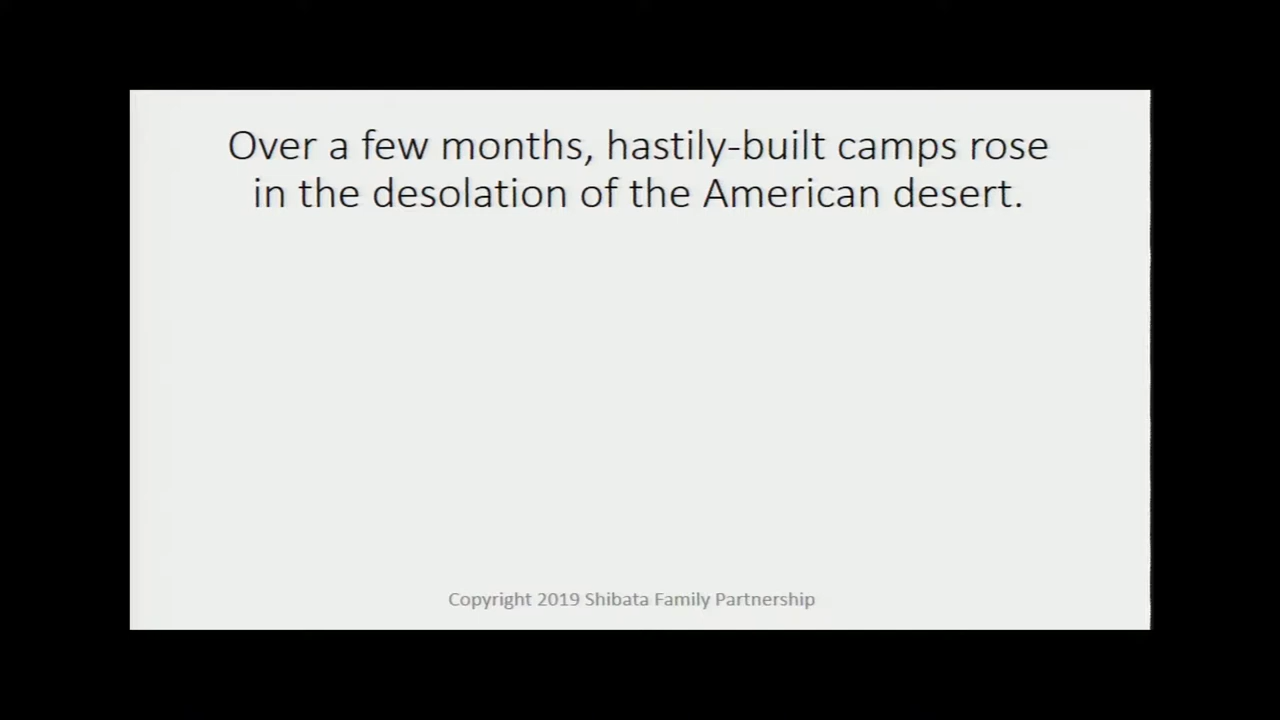 Over a few months, hastily-built camps rose
in the desolation of the American desert.
Copyright 2019 Shibata Family Partnership